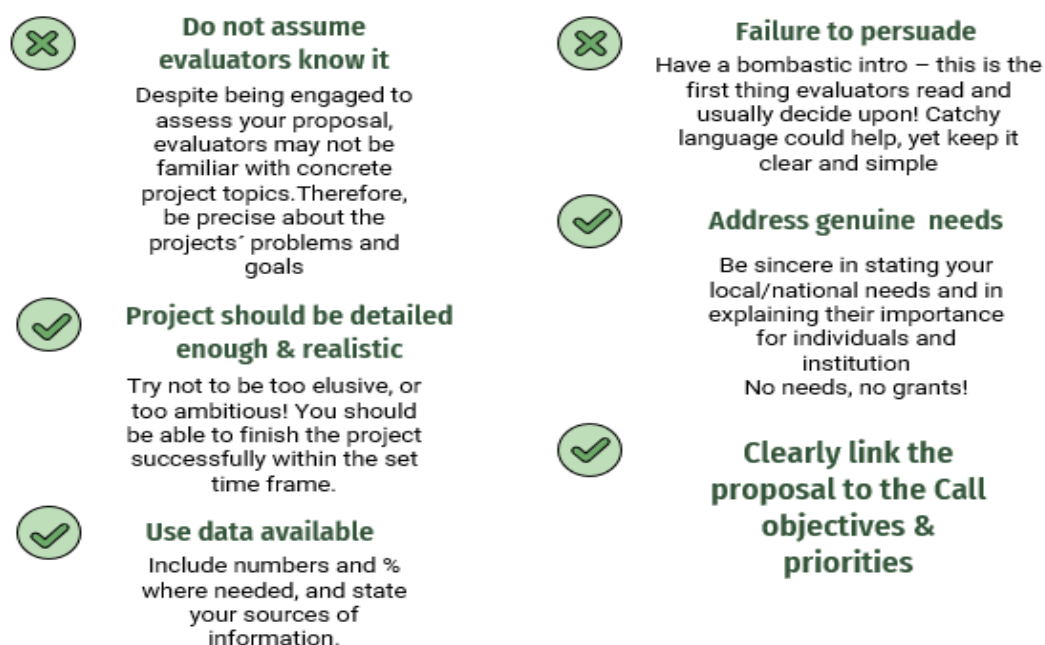 Do not assume
evaluators know it
Despite being engaged to
assess your proposal,
evaluators may not be
familiar with concrete
project topics.Therefore,
be precise about the
projects´ problems and
goals
Project should be detailed
enough & realistic
Try not to be too elusive, or
too ambitious! You should
be able to finish the project
successfully within the set
time frame.
Use data available
Include numbers and %
where needed, and state
your sources of
information.
Failure to persuade
Have a bombastic intro – this is the
first thing evaluators read and
usually decide upon! Catchy
language could help, yet keep it
clear and simple
Address genuine  needs
Be sincere in stating your
local/national needs and in
explaining their importance
for individuals and
institution
No needs, no grants!
Clearly link the
proposal to the Call
objectives &
priorities